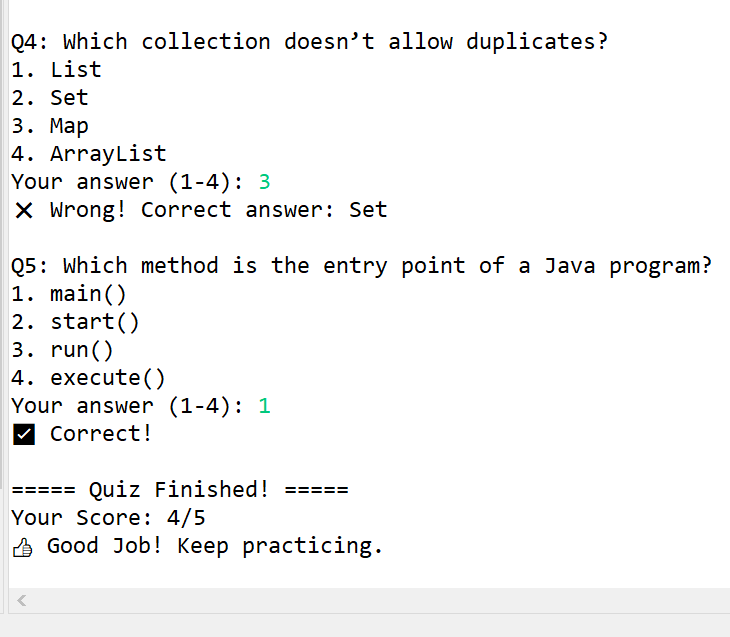 Q4: Which collection doesn’t allow duplicates?
1. List
2. Set
3. Map
4. ArrayList
Your answer (1-4): 3
❌ Wrong! Correct answer: Set
Q5: Which method is the entry point of a Java program?
1. main()
2. start()
3. run()
4. execute()
Your answer (1-4): 1
✅ Correct!
===== Quiz Finished! =====
Your Score: 4/5
👍 Good Job! Keep practicing.